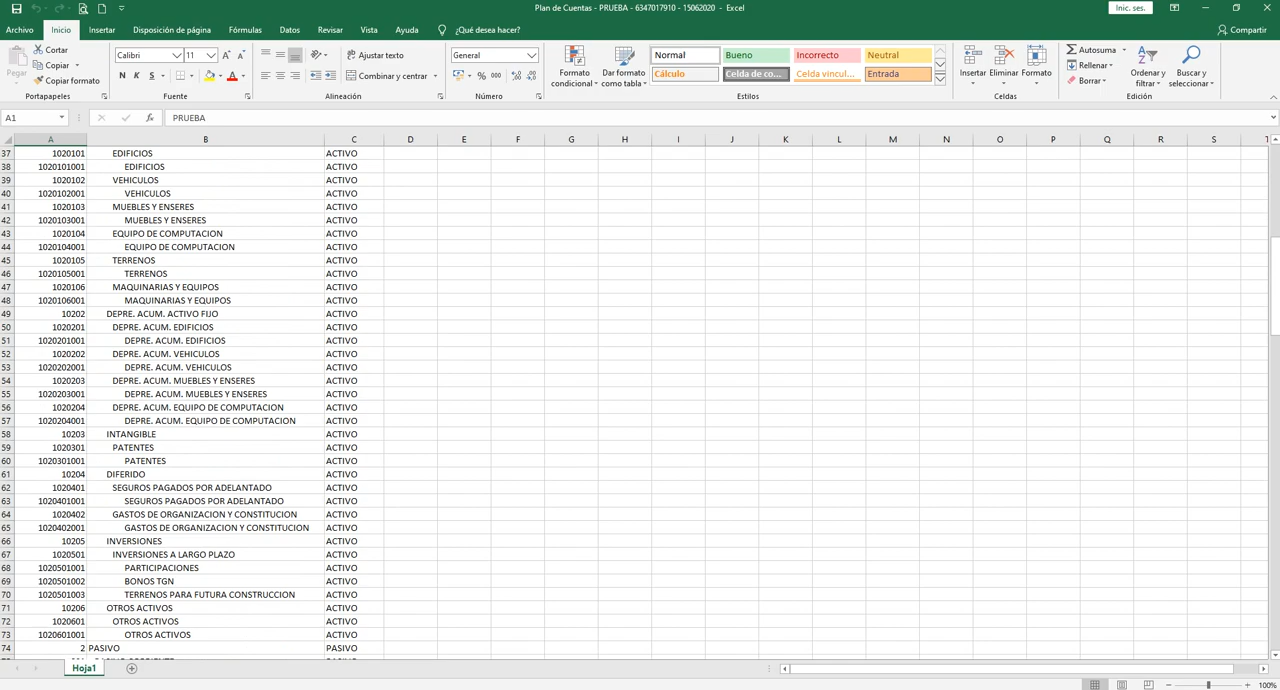 Plan de Cuentas - PRUEBA - 6347017910 - 15062020 - Excel
Inic. ses.
Archivo Inicio Insertar Disposición de página Fórmulas Datos Revisar Vista Ayuda ¿Qué desea hacer? Compartir
Pegar
Cortar
Copiar
Copiar formato
Portapapeles
Calibri 11
N K S
Fuente
Ajustar texto
Combinar y centrar
Alineación
General
% 000
Número
Formato condicional
Dar formato como tabla
Normal Bueno Incorrecto Neutral
Cálculo Celda de co... Celda vincul... Entrada
Estilos
Insertar Eliminar Formato
Celdas
Autosuma
Rellenar
Borrar
Ordenar y filtrar
Buscar y seleccionar
Edición
A1 fx PRUEBA
A B C D E F G H I J K L M N O P Q R S T
37 1020101 EDIFICIOS ACTIVO
38 1020101001 EDIFICIOS ACTIVO
39 1020102 VEHICULOS ACTIVO
40 1020102001 VEHICULOS ACTIVO
41 1020103 MUEBLES Y ENSERES ACTIVO
42 1020103001 MUEBLES Y ENSERES ACTIVO
43 1020104 EQUIPO DE COMPUTACION ACTIVO
44 1020104001 EQUIPO DE COMPUTACION ACTIVO
45 1020105 TERRENOS ACTIVO
46 1020105001 TERRENOS ACTIVO
47 1020106 MAQUINARIAS Y EQUIPOS ACTIVO
48 1020106001 MAQUINARIAS Y EQUIPOS ACTIVO
49 10202 DEPRE. ACUM. ACTIVO FIJO ACTIVO
50 1020201 DEPRE. ACUM. EDIFICIOS ACTIVO
51 1020201001 DEPRE. ACUM. EDIFICIOS ACTIVO
52 1020202 DEPRE. ACUM. VEHICULOS ACTIVO
53 1020202001 DEPRE. ACUM. VEHICULOS ACTIVO
54 1020203 DEPRE. ACUM. MUEBLES Y ENSERES ACTIVO
55 1020203001 DEPRE. ACUM. MUEBLES Y ENSERES ACTIVO
56 1020204 DEPRE. ACUM. EQUIPO DE COMPUTACION ACTIVO
57 1020204001 DEPRE. ACUM. EQUIPO DE COMPUTACION ACTIVO
58 10203 INTANGIBLE ACTIVO
59 1020301 PATENTES ACTIVO
60 1020301001 PATENTES ACTIVO
61 10204 DIFERIDO ACTIVO
62 1020401 SEGUROS PAGADOS POR ADELANTADO ACTIVO
63 1020401001 SEGUROS PAGADOS POR ADELANTADO ACTIVO
64 1020402 GASTOS DE ORGANIZACION Y CONSTITUCION ACTIVO
65 1020402001 GASTOS DE ORGANIZACION Y CONSTITUCION ACTIVO
66 10205 INVERSIONES ACTIVO
67 1020501 INVERSIONES A LARGO PLAZO ACTIVO
68 1020501001 PARTICIPACIONES ACTIVO
69 1020501002 BONOS TGN ACTIVO
70 1020501003 TERRENOS PARA FUTURA CONSTRUCCION ACTIVO
71 10206 OTROS ACTIVOS ACTIVO
72 1020601 OTROS ACTIVOS ACTIVO
73 1020601001 OTROS ACTIVOS ACTIVO
74 2 PASIVO PASIVO
Hoja1
100%